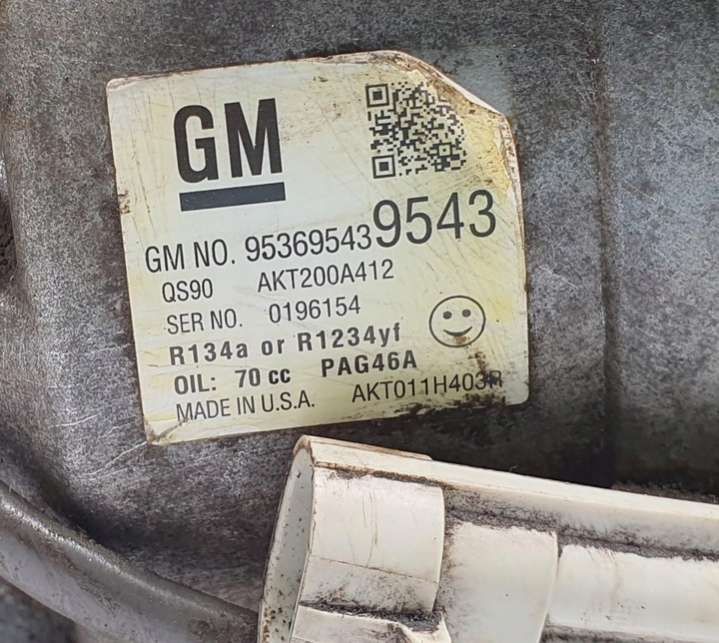 GM
GM NO. 95369543 9543
QS90 AKT200A412
SER NO. 0196154
R134a or R1234yf
OIL: 70 cc PAG46A
MADE IN U.S.A. AKT011H403R